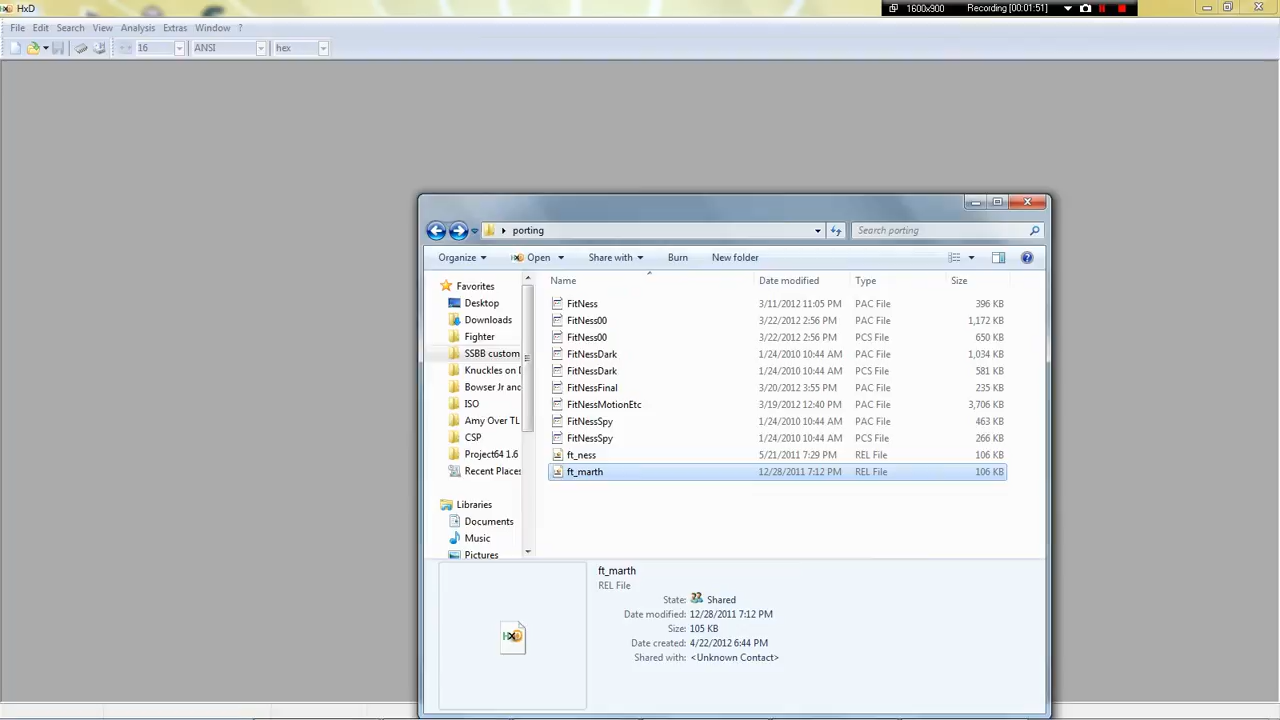 HxD
1600x900 Recording [00:01:51]
File Edit Search View Analysis Extras Window ?
16 ANSI hex
porting Search porting
Organize Open Share with Burn New folder
Name Date modified Type Size
Favorites
Desktop
Downloads
Fighter
SSBB custom
Knuckles on D
Bowser Jr and
ISO
Amy Over TL
CSP
Project64 1.6
Recent Places
Libraries
Documents
Music
Pictures
FitNess 3/11/2012 11:05 PM PAC File 396 KB
FitNess00 3/22/2012 2:56 PM PAC File 1,172 KB
FitNess00 3/22/2012 2:56 PM PCS File 650 KB
FitNessDark 1/24/2010 10:44 AM PAC File 1,034 KB
FitNessDark 1/24/2010 10:44 AM PCS File 581 KB
FitNessFinal 3/20/2012 3:55 PM PAC File 235 KB
FitNessMotionEtc 3/19/2012 12:40 PM PAC File 3,706 KB
FitNessSpy 1/24/2010 10:44 AM PAC File 463 KB
FitNessSpy 1/24/2010 10:44 AM PCS File 266 KB
ft_ness 5/21/2011 7:29 PM REL File 106 KB
ft_marth 12/28/2011 7:12 PM REL File 106 KB
ft_marth
REL File
State: Shared
Date modified: 12/28/2011 7:12 PM
Size: 105 KB
Date created: 4/22/2012 6:44 PM
Shared with: <Unknown Contact>
HxD